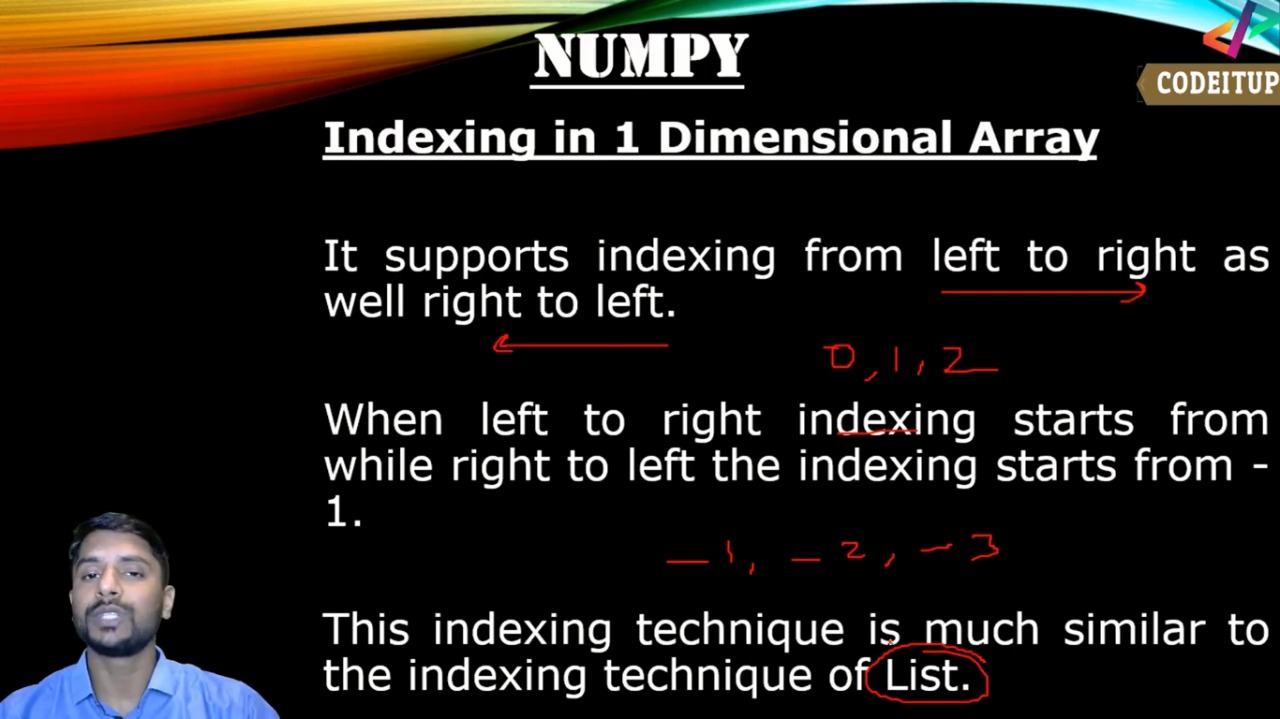 NUMPY
CODEITUP
Indexing in 1 Dimensional Array
It supports indexing from left to right as
well right to left.
0, 1, 2
When left to right indexing starts from
while right to left the indexing starts from -
1.
-1, -2, -3
This indexing technique is much similar to
the indexing technique of List.